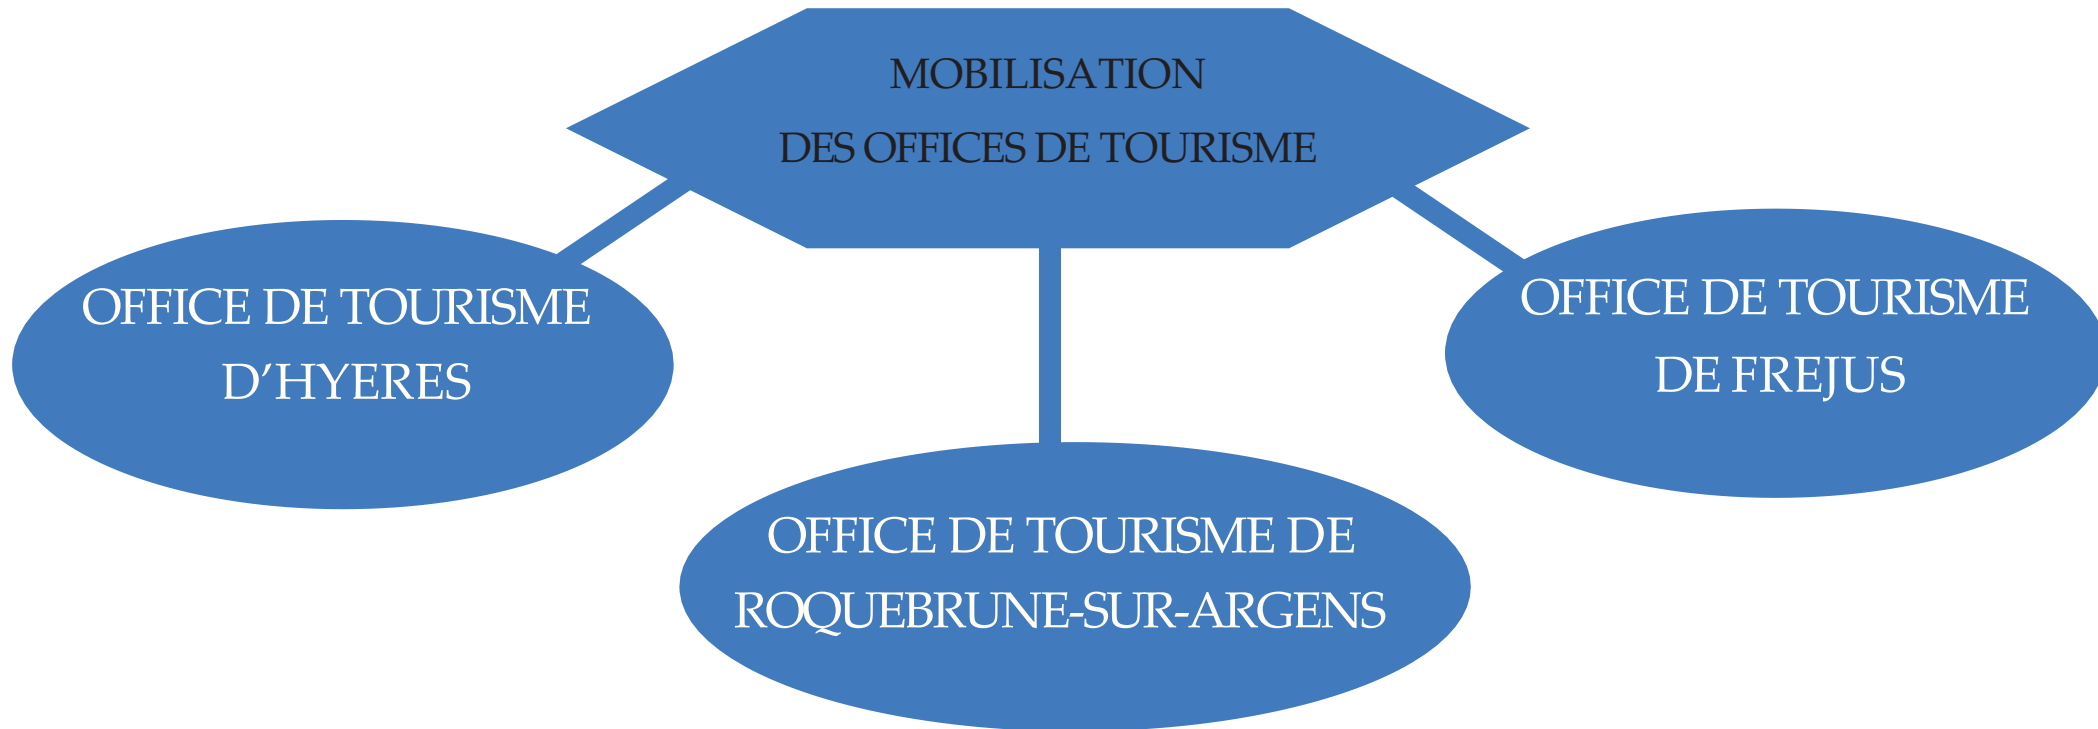 MOBILISATION
DES OFFICES DE TOURISME
OFFICE DE TOURISME
D’HYERES
OFFICE DE TOURISME
DE FREJUS
OFFICE DE TOURISME DE
ROQUEBRUNE-SUR-ARGENS